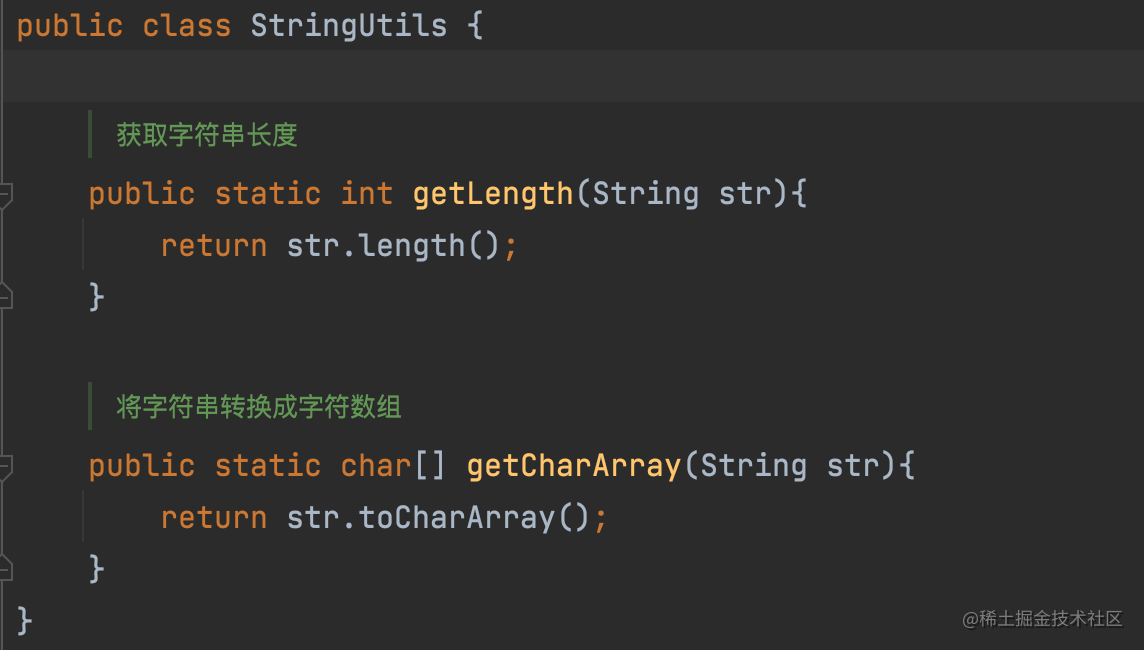 public class StringUtils {
获取字符串长度
public static int getLength(String str){
return str.length();
}
将字符串转换成字符数组
public static char[] getCharArray(String str){
return str.toCharArray();
}
}
@稀土掘金技术社区